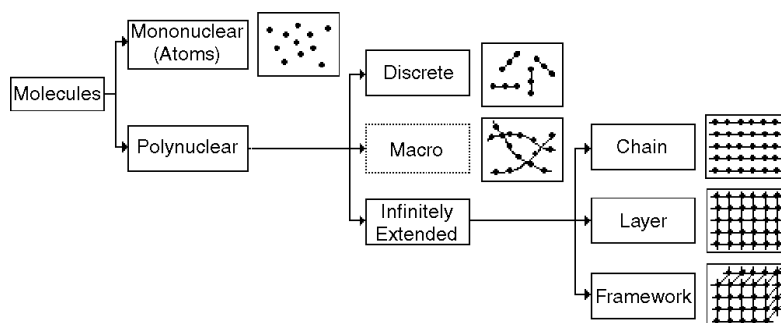 Mononuclear
(Atoms)
Discrete
Molecules
Polynuclear
Macro
Chain
Infinitely
Extended
Layer
Framework